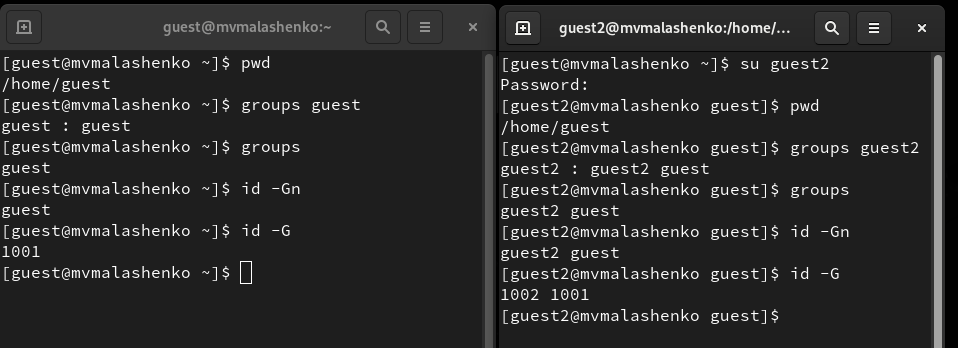 guest@mvmalashenko:~
[guest@mvmalashenko ~]$ pwd
/home/guest
[guest@mvmalashenko ~]$ groups guest
guest : guest
[guest@mvmalashenko ~]$ groups
guest
[guest@mvmalashenko ~]$ id -Gn
guest
[guest@mvmalashenko ~]$ id -G
1001
[guest@mvmalashenko ~]$
guest2@mvmalashenko:/home/...
[guest@mvmalashenko ~]$ su guest2
Password:
[guest2@mvmalashenko guest]$ pwd
/home/guest
[guest2@mvmalashenko guest]$ groups guest2
guest2 : guest2 guest
[guest2@mvmalashenko guest]$ groups
guest2 guest
[guest2@mvmalashenko guest]$ id -Gn
guest2 guest
[guest2@mvmalashenko guest]$ id -G
1002 1001
[guest2@mvmalashenko guest]$